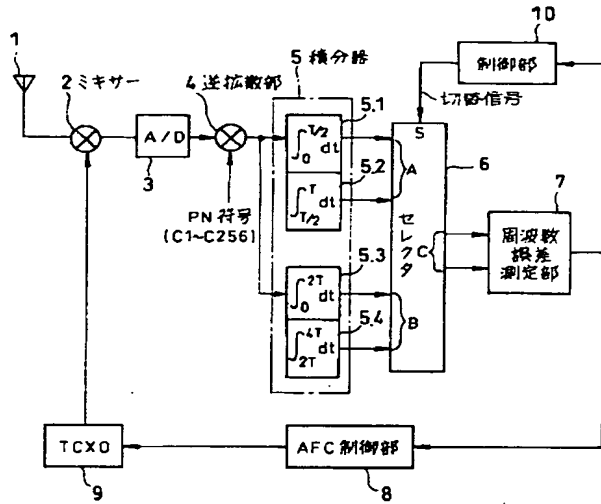 1
2 ミキサー
A/D
3
4 逆拡散部
PN 符号
(C1~C256)
5 積分器
5.1
∫0 T/2 dt
5.2
∫T/2 T dt
5.3
∫0 2T dt
5.4
∫2T 4T dt
S
A
セレクタ
C
B
6
10
制御部
切替信号
7
周波数
誤差
測定部
TCXO
9
AFC 制御部
8